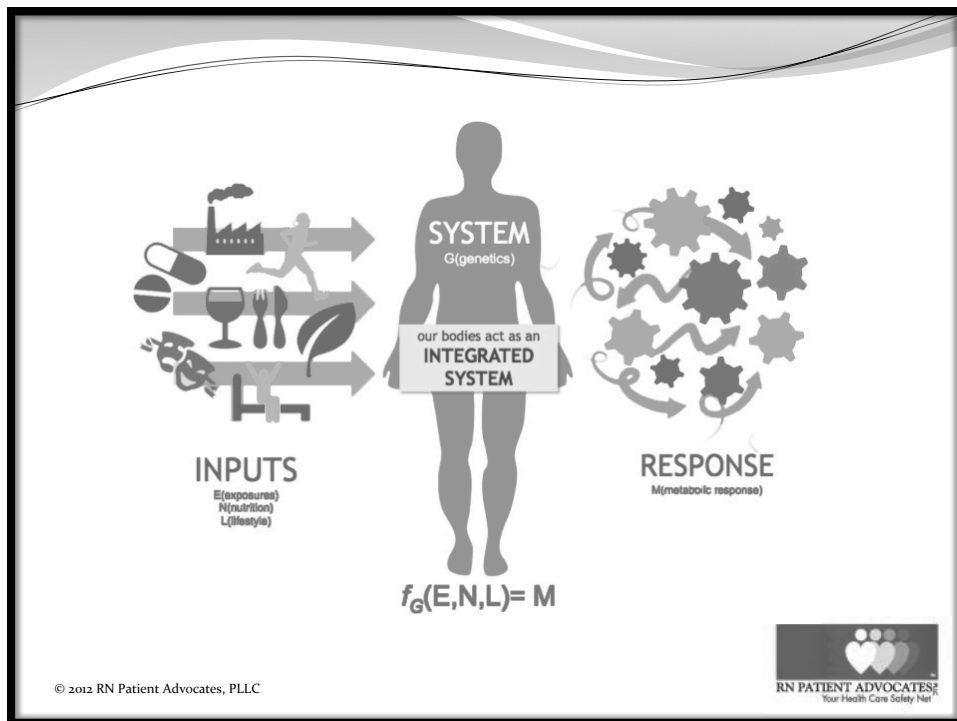 SYSTEM
G(genetics)
our bodies act as an
INTEGRATED
SYSTEM
INPUTS
E(exposures)
N(nutrition)
L(lifestyle)
RESPONSE
M(metabolic response)
fG(E,N,L)= M
© 2012 RN Patient Advocates, PLLC
RN PATIENT ADVOCATES
Your Health Care Safety Net